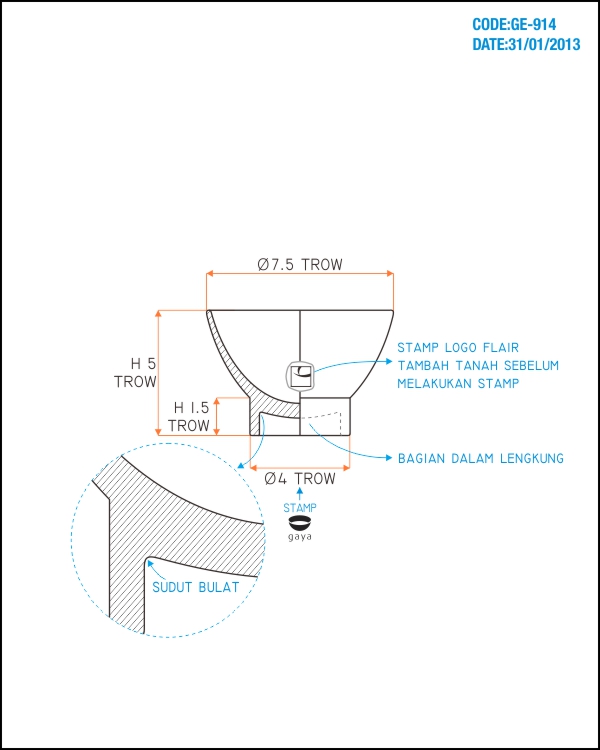 CODE:GE-914
DATE:31/01/2013
Ø7.5 TROW
H 5
TROW
H 1.5
TROW
STAMP LOGO FLAIR
TAMBAH TANAH SEBELUM
MELAKUKAN STAMP
BAGIAN DALAM LENGKUNG
Ø4 TROW
STAMP
gaya
SUDUT BULAT